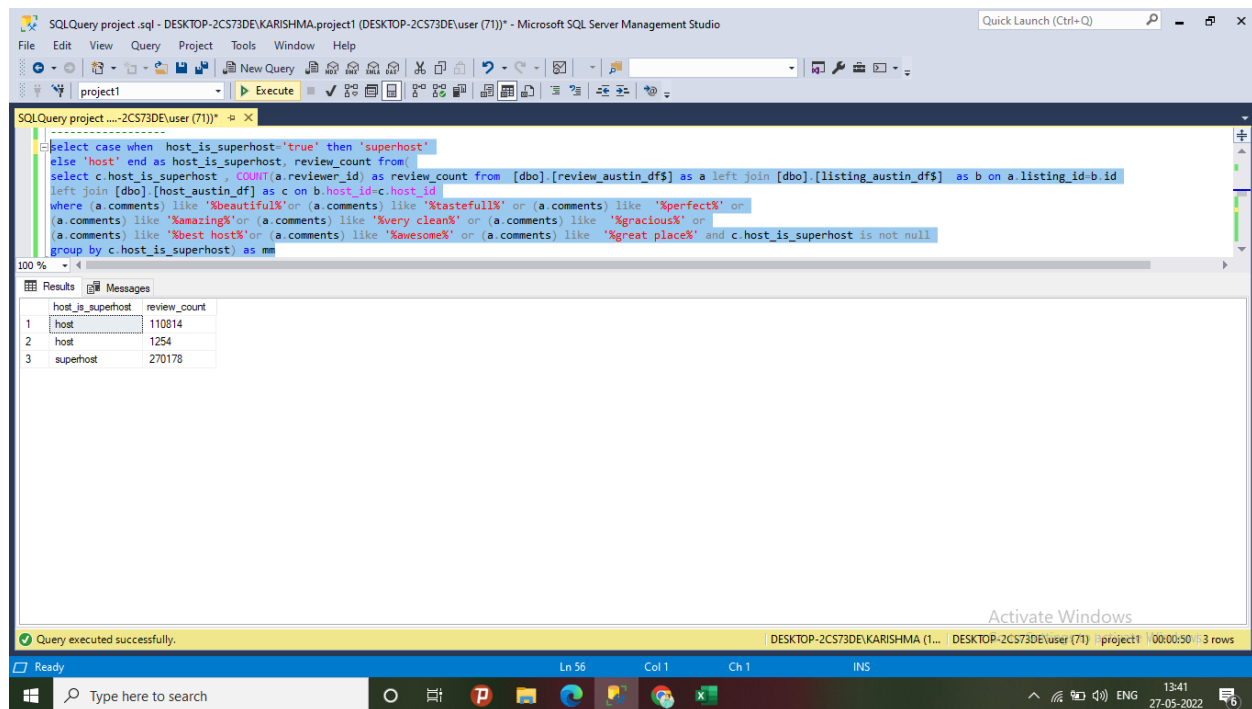 SQLQuery project .sql - DESKTOP-2CS73DE\KARISHMA.project1 (DESKTOP-2CS73DE\user (71))* - Microsoft SQL Server Management Studio
Quick Launch (Ctrl+Q)
File Edit View Query Project Tools Window Help
New Query MDX DMX XMLA DAX
project1 Execute
SQLQuery project ....-2CS73DE\user (71))*
select case when host_is_superhost='true' then 'superhost'
else 'host' end as host_is_superhost, review_count from(
select c.host_is_superhost , COUNT(a.reviewer_id) as review_count from [dbo].[review_austin_df$] as a left join [dbo].[listing_austin_df$] as b on a.listing_id=b.id
left join [dbo].[host_austin_df] as c on b.host_id=c.host_id
where (a.comments) like '%beautiful%'or (a.comments) like '%tastefull%' or (a.comments) like '%perfect%' or
(a.comments) like '%amazing%'or (a.comments) like '%very clean%' or (a.comments) like '%gracious%' or
(a.comments) like '%best host%'or (a.comments) like '%awesome%' or (a.comments) like '%great place%' and c.host_is_superhost is not null
group by c.host_is_superhost) as mm
100 %
Results Messages
host_is_superhost review_count
1 host 110814
2 host 1254
3 superhost 270178
Activate Windows
Query executed successfully. DESKTOP-2CS73DE\KARISHMA (1... DESKTOP-2CS73DE\user (71) project1 00:00:50 3 rows
Ready Ln 56 Col 1 Ch 1 INS
Type here to search ENG 13:41
27-05-2022 6